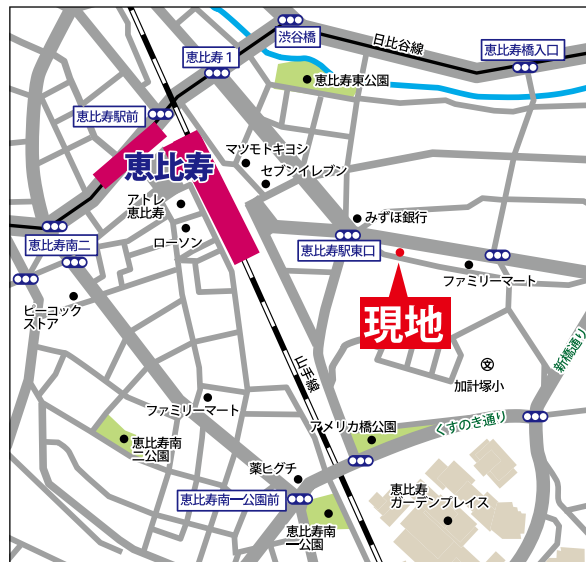 渋谷橋
日比谷線
恵比寿橋入口
恵比寿1
恵比寿東公園
恵比寿駅前
マツモトキヨシ
恵比寿
セブンイレブン
アトレ
恵比寿
みずほ銀行
ローソン
恵比寿南二
恵比寿駅東口
ファミリーマート
ピーコック
ストア
現地
新橋通り
山手線
文
加計塚小
ファミリーマート
アメリカ橋公園
くすのき通り
恵比寿南
二公園
薬ヒグチ
恵比寿南一公園前
恵比寿
ガーデンプレイス
恵比寿南
一公園